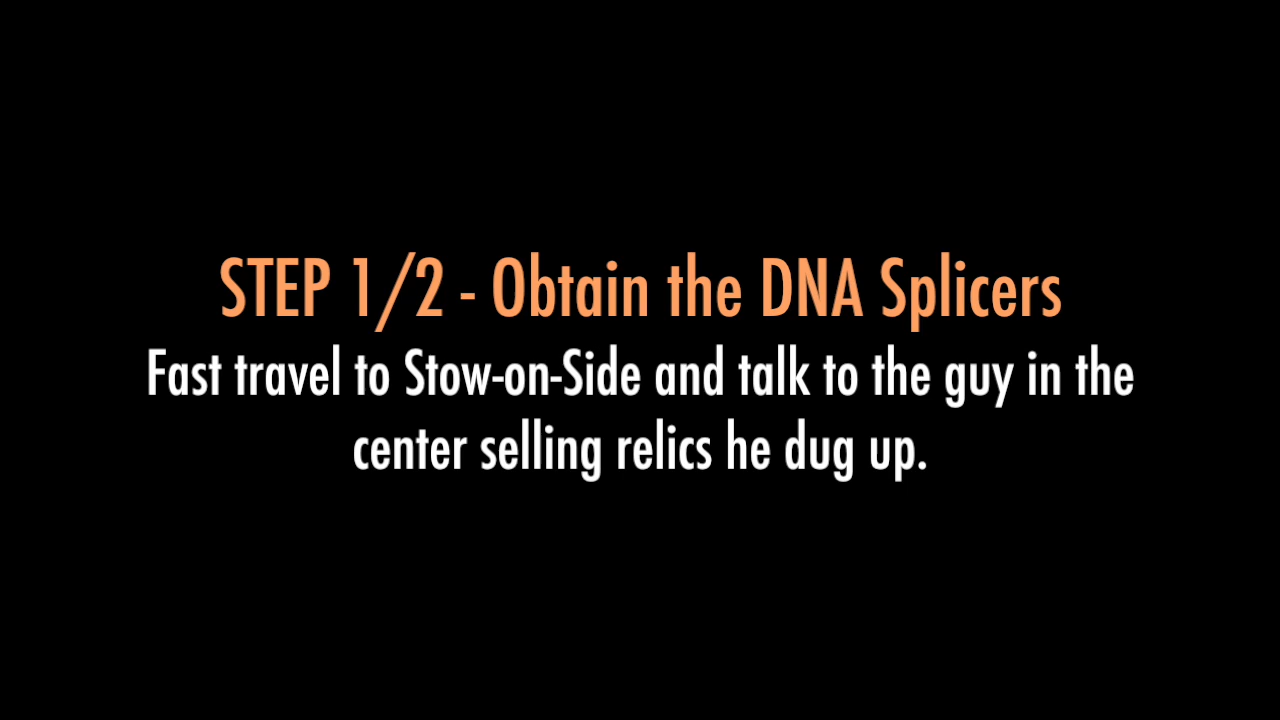 STEP 1/2 - Obtain the DNA Splicers
Fast travel to Stow-on-Side and talk to the guy in the
center selling relics he dug up.